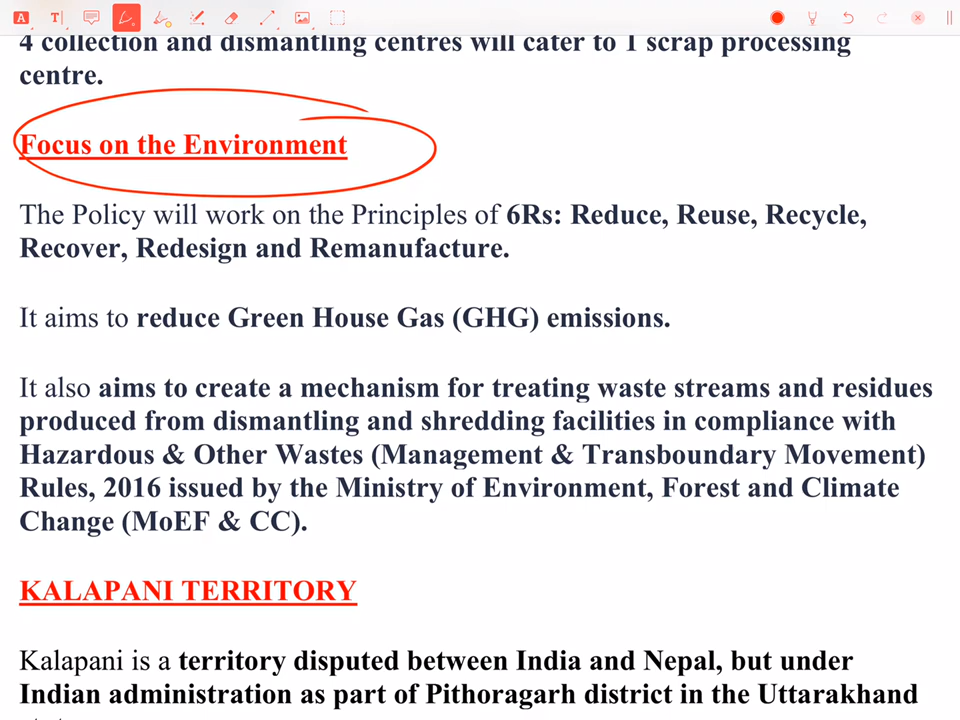 4 collection and dismantling centres will cater to 1 scrap processing
centre.
Focus on the Environment
The Policy will work on the Principles of 6Rs: Reduce, Reuse, Recycle,
Recover, Redesign and Remanufacture.
It aims to reduce Green House Gas (GHG) emissions.
It also aims to create a mechanism for treating waste streams and residues
produced from dismantling and shredding facilities in compliance with
Hazardous & Other Wastes (Management & Transboundary Movement)
Rules, 2016 issued by the Ministry of Environment, Forest and Climate
Change (MoEF & CC).
KALAPANI TERRITORY
Kalapani is a territory disputed between India and Nepal, but under
Indian administration as part of Pithoragarh district in the Uttarakhand